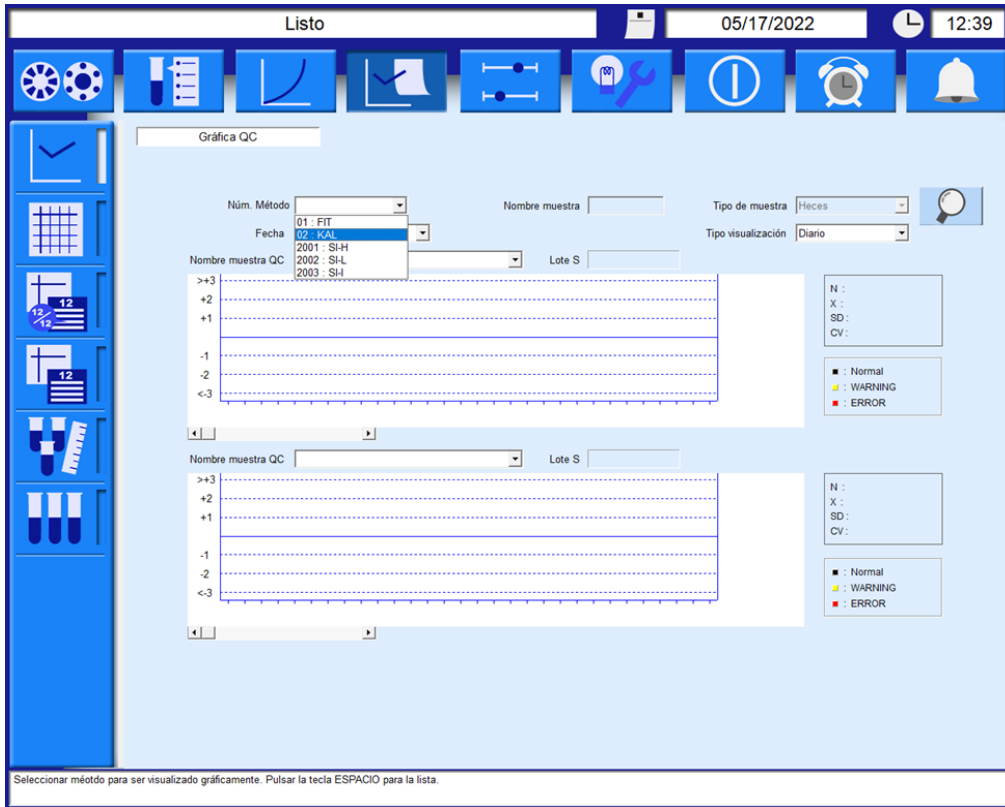 Listo
05/17/2022
12:39
Gráfica QC
Núm. Método
Nombre muestra
Tipo de muestra Heces
01 : FIT
Fecha
02 : KAL
Tipo visualización Diario
2001 : SI-H
Nombre muestra QC
2002 : SI-L
Lote S
2003 : SI-I
>+3
+2
+1
-1
-2
<-3
N :
X :
SD :
CV :
: Normal
: WARNING
: ERROR
Nombre muestra QC
Lote S
>+3
+2
+1
-1
-2
<-3
N :
X :
SD :
CV :
: Normal
: WARNING
: ERROR
12
12/12
12
Seleccionar méotdo para ser visualizado gráficamente. Pulsar la tecla ESPACIO para la lista.